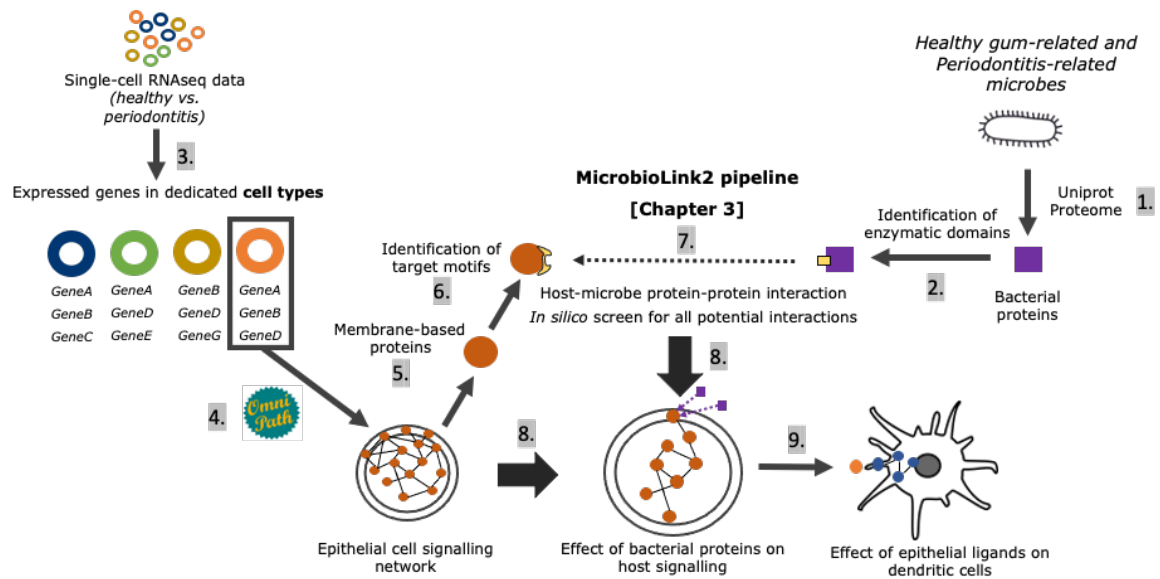 Single-cell RNAseq data
(healthy vs.
periodontitis)
3.
Expressed genes in dedicated cell types
GeneA
GeneB
GeneC
GeneA
GeneD
GeneE
GeneB
GeneD
GeneG
GeneA
GeneB
GeneD
4.
Omni
Path
Epithelial cell signalling
network
5.
Membrane-based
proteins
6.
Identification of
target motifs
MicrobioLink2 pipeline
[Chapter 3]
7.
Host-microbe protein-protein interaction
In silico screen for all potential interactions
Healthy gum-related and
Periodontitis-related
microbes
Uniprot
Proteome
1.
Identification of
enzymatic domains
2.
Bacterial
proteins
8.
8.
Effect of bacterial proteins on
host signalling
9.
Effect of epithelial ligands on
dendritic cells